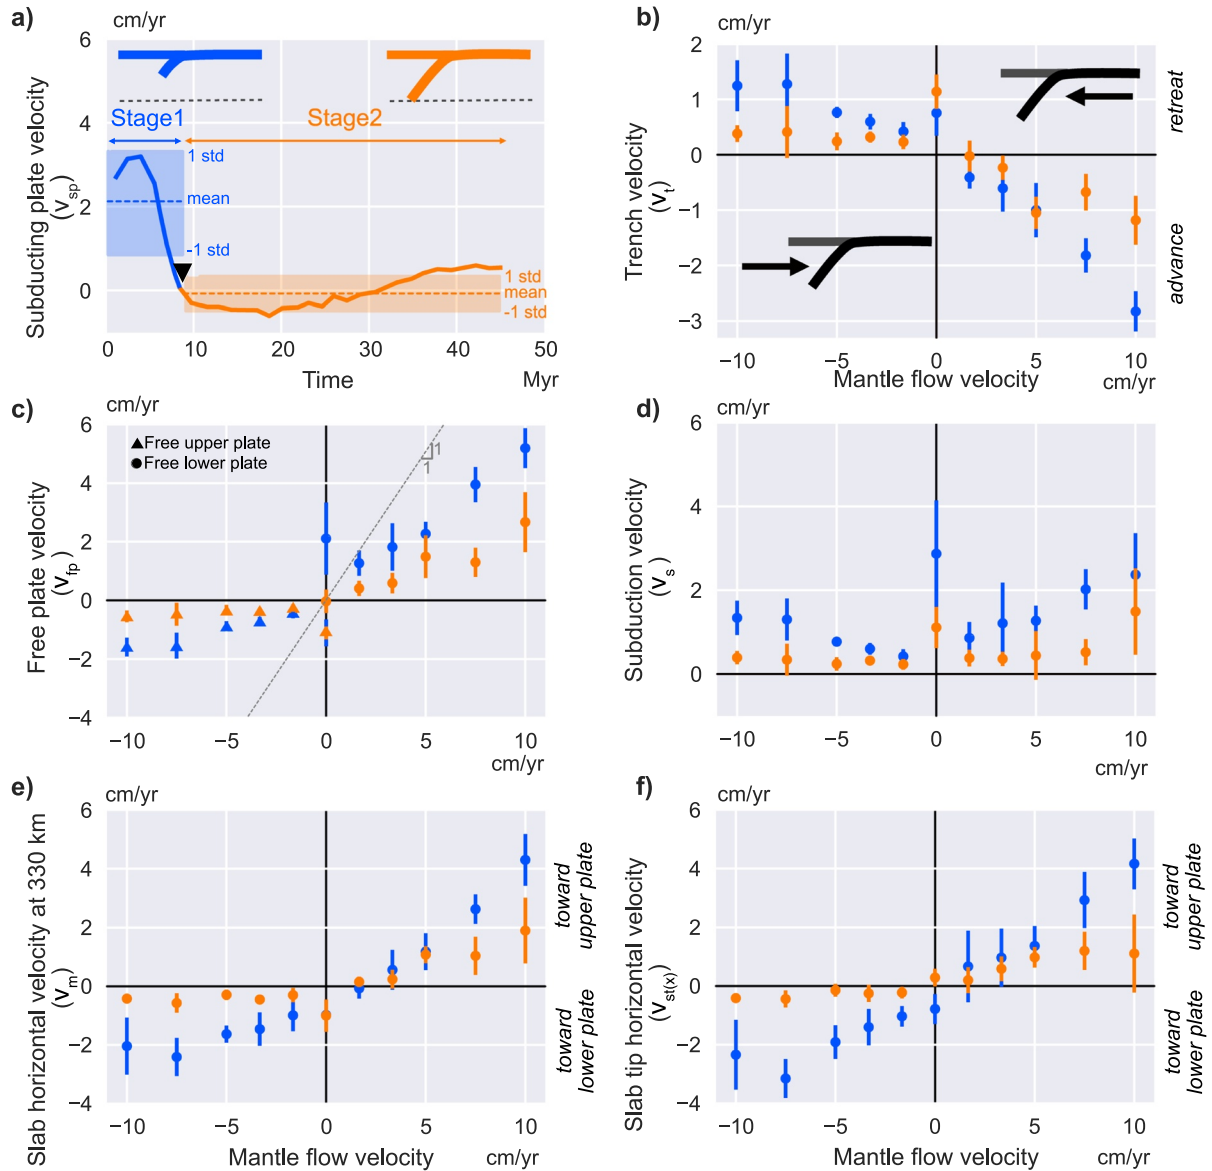 a)
cm/yr
6
4
2
0
Subducting plate velocity
(vsp)
Stage1
Stage2
1 std
mean
-1 std
1 std
mean
-1 std
0
10
20
30
40
50
Time
Myr
b)
cm/yr
2
1
0
−1
−2
−3
Trench velocity
(vt)
retreat
advance
−10
−5
0
5
10
Mantle flow velocity
cm/yr
c)
cm/yr
6
4
2
0
−2
−4
Free plate velocity
(vfp)
Free upper plate
Free lower plate
1
1
−10
−5
0
5
10
cm/yr
d)
cm/yr
6
4
2
0
Subduction velocity
(vs)
−10
−5
0
5
10
cm/yr
e)
cm/yr
6
4
2
0
−2
−4
Slab horizontal velocity at 330 km
(vm)
toward
upper plate
toward
lower plate
−10
−5
0
5
10
Mantle flow velocity
cm/yr
f)
cm/yr
6
4
2
0
−2
−4
Slab tip horizontal velocity
(vst(x))
toward
upper plate
toward
lower plate
−10
−5
0
5
10
Mantle flow velocity
cm/yr